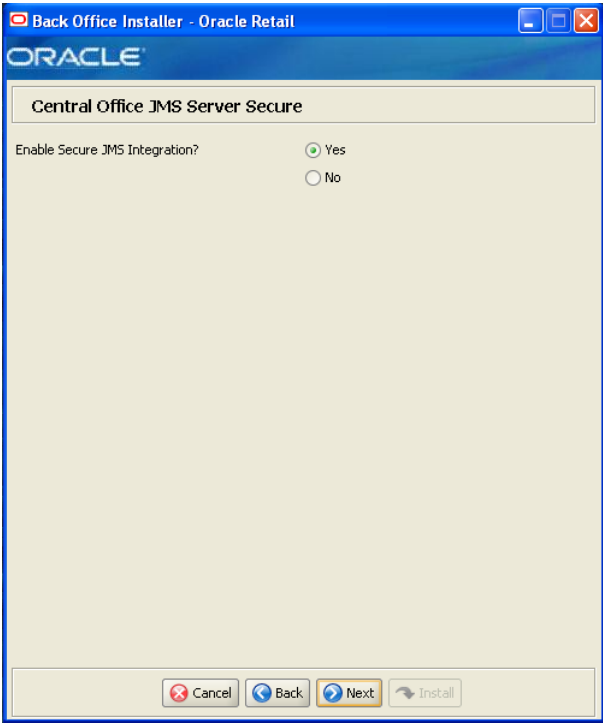 Back Office Installer - Oracle Retail
ORACLE
Central Office JMS Server Secure
Enable Secure JMS Integration?
Yes
No
Cancel
Back
Next
Install